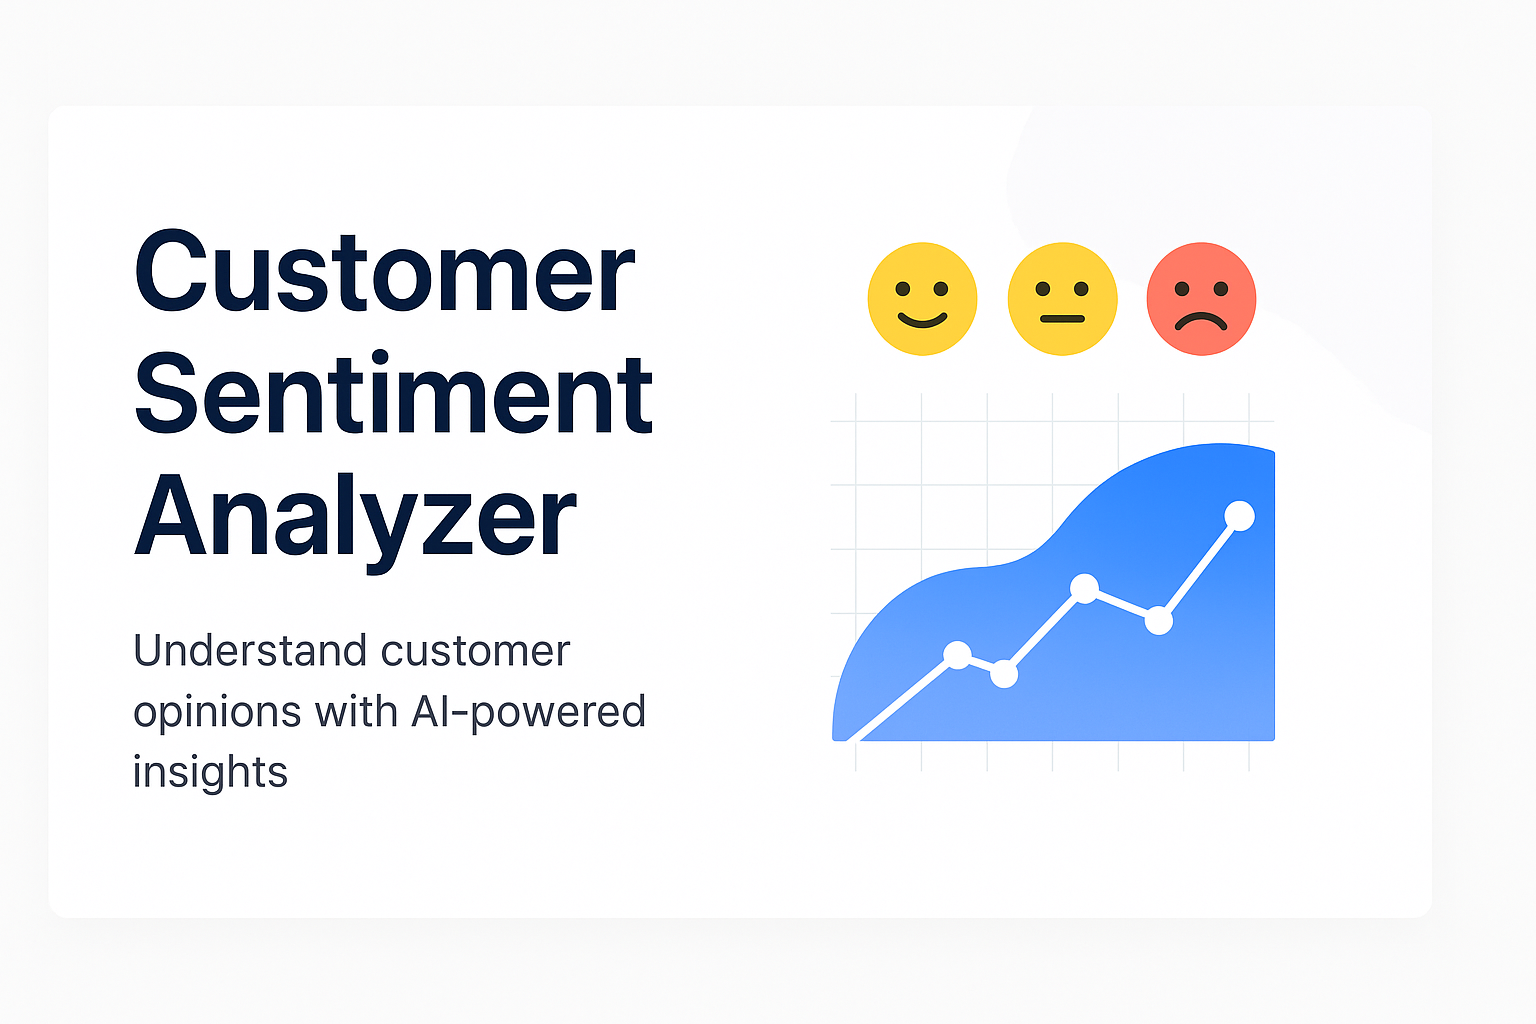 Customer
Sentiment
Analyzer
Understand customer
opinions with AI-powered
insights